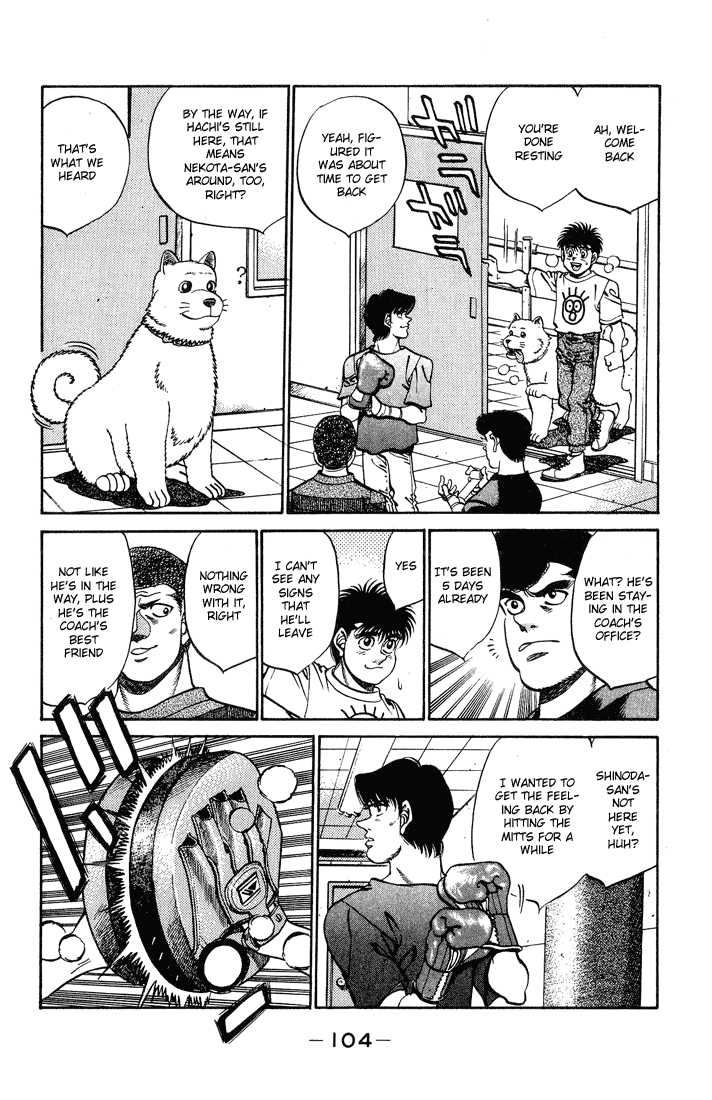 AH, WEL-
COME
BACK
YOU'RE
DONE
RESTING
YEAH, FIG-
URED IT
WAS ABOUT
TIME TO GET
BACK
BY THE WAY, IF
HACHI'S STILL
HERE, THAT
MEANS
NEKOTA-SAN'S
AROUND, TOO,
RIGHT?
THAT'S
WHAT WE
HEARD
?
WHAT? HE'S
BEEN STAY-
ING IN THE
COACH'S
OFFICE?
IT'S BEEN
5 DAYS
ALREADY
YES
I CAN'T
SEE ANY
SIGNS
THAT
HE'LL
LEAVE
NOTHING
WRONG
WITH IT,
RIGHT
NOT LIKE
HE'S IN THE
WAY, PLUS
HE'S THE
COACH'S
BEST
FRIEND
SHINODA-
SAN'S
NOT
HERE
YET,
HUH?
I WANTED TO
GET THE FEEL-
ING BACK BY
HITTING THE
MITTS FOR A
WHILE
- 104 -